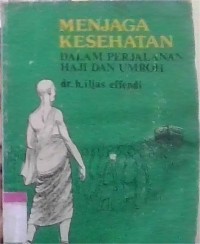 MENJAGA
KESEHATAN
DALAM PERJALANAN
HAJI DAN UMROH
dr.h.iljas effendi